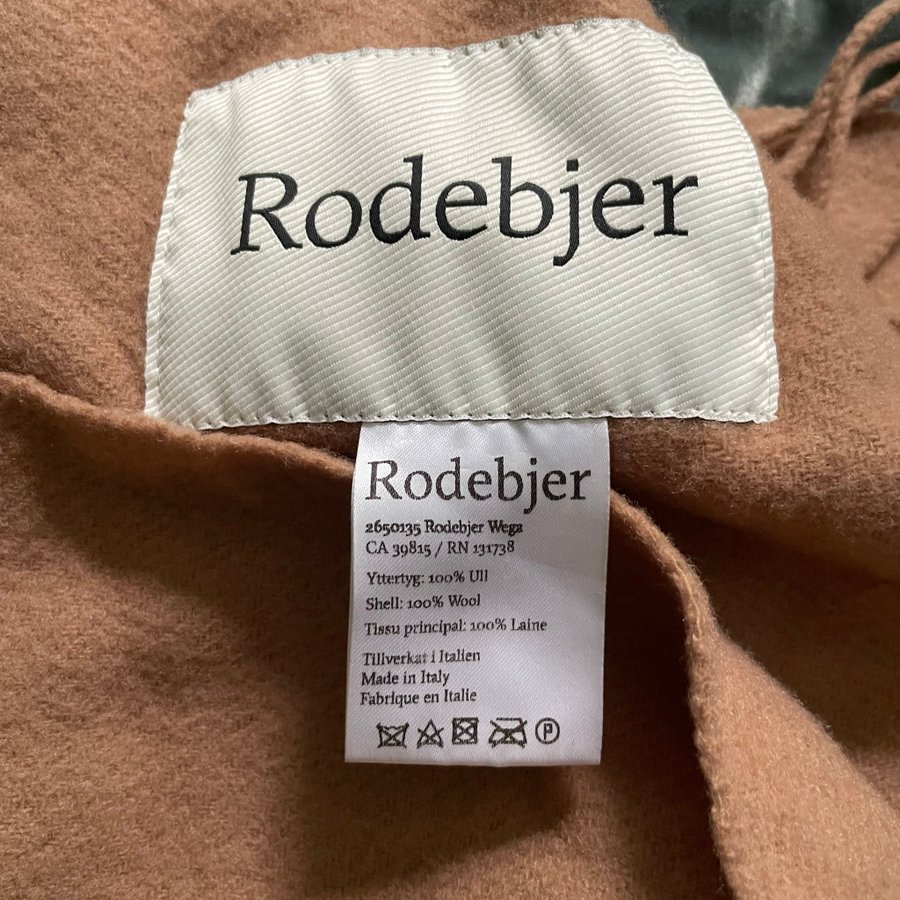 Rodebjer
Rodebjer
2650135 Rodebjer Wega
CA 39815 / RN 131738
Yttertyg: 100% Ull
Shell: 100% Wool
Tissu principal: 100% Laine
Tillverkat i Italien
Made in Italy
Fabrique en Italie
P